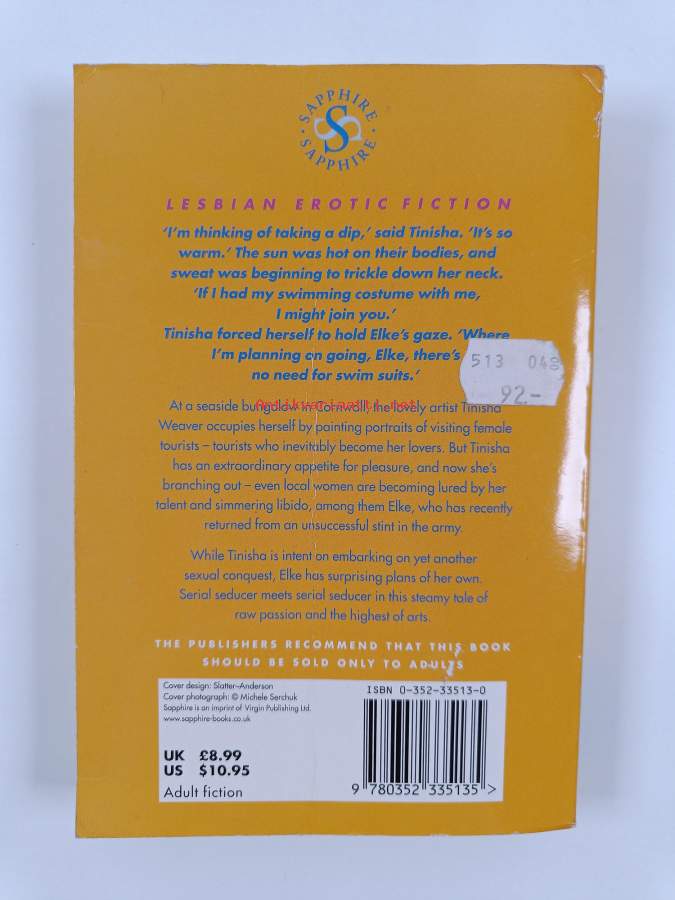 SAPPHIRE
S
SAPPHIRE
LESBIAN EROTIC FICTION
‘I’m thinking of taking a dip,’ said Tinisha. ‘It’s so
warm.’ The sun was hot on their bodies, and
sweat was beginning to trickle down her neck.
‘If I had my swimming costume with me,
I might join you.’
Tinisha forced herself to hold Elke’s gaze. ‘Where
I’m planning on going, Elke, there’s
no need for swim suits.’
513 048
92.-
At a seaside bungalow in Cornwall, the lovely artist Tinisha
Weaver occupies herself by painting portraits of visiting female
tourists – tourists who inevitably become her lovers. But Tinisha
has an extraordinary appetite for pleasure, and now she’s
branching out – even local women are becoming lured by her
talent and simmering libido, among them Elke, who has recently
returned from an unsuccessful stint in the army.
While Tinisha is intent on embarking on yet another
sexual conquest, Elke has surprising plans of her own.
Serial seducer meets serial seducer in this steamy tale of
raw passion and the highest of arts.
THE PUBLISHERS RECOMMEND THAT THIS BOOK
SHOULD BE SOLD ONLY TO ADULTS
Cover design: Slatter-Anderson
Cover photograph: © Michele Serchuk
Sapphire is an imprint of Virgin Publishing Ltd.
www.sapphire-books.co.uk
UK £8.99
US $10.95
Adult fiction
ISBN 0-352-33513-0
9 780352 335135 >